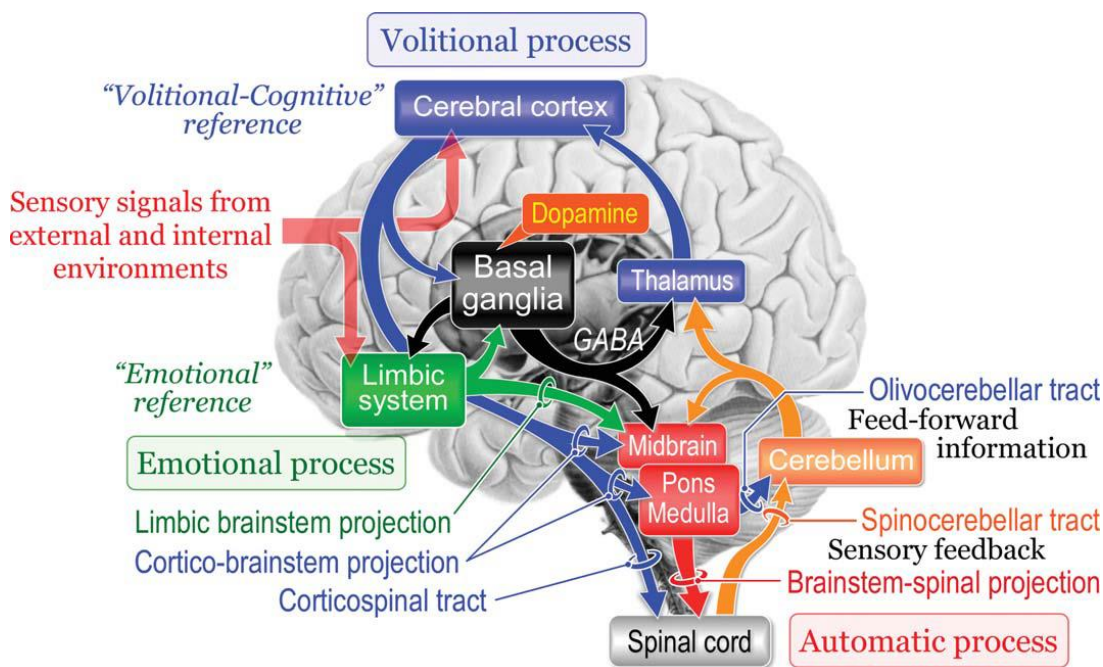 Volitional process
“Volitional-Cognitive”
reference
Cerebral cortex
Sensory signals from
external and internal
environments
Dopamine
Basal
ganglia
Thalamus
GABA
“Emotional”
reference
Limbic
system
Olivocerebellar tract
Feed-forward
information
Midbrain
Cerebellum
Emotional process
Pons
Medulla
Limbic brainstem projection
Spinocerebellar tract
Sensory feedback
Cortico-brainstem projection
Brainstem-spinal projection
Corticospinal tract
Spinal cord
Automatic process